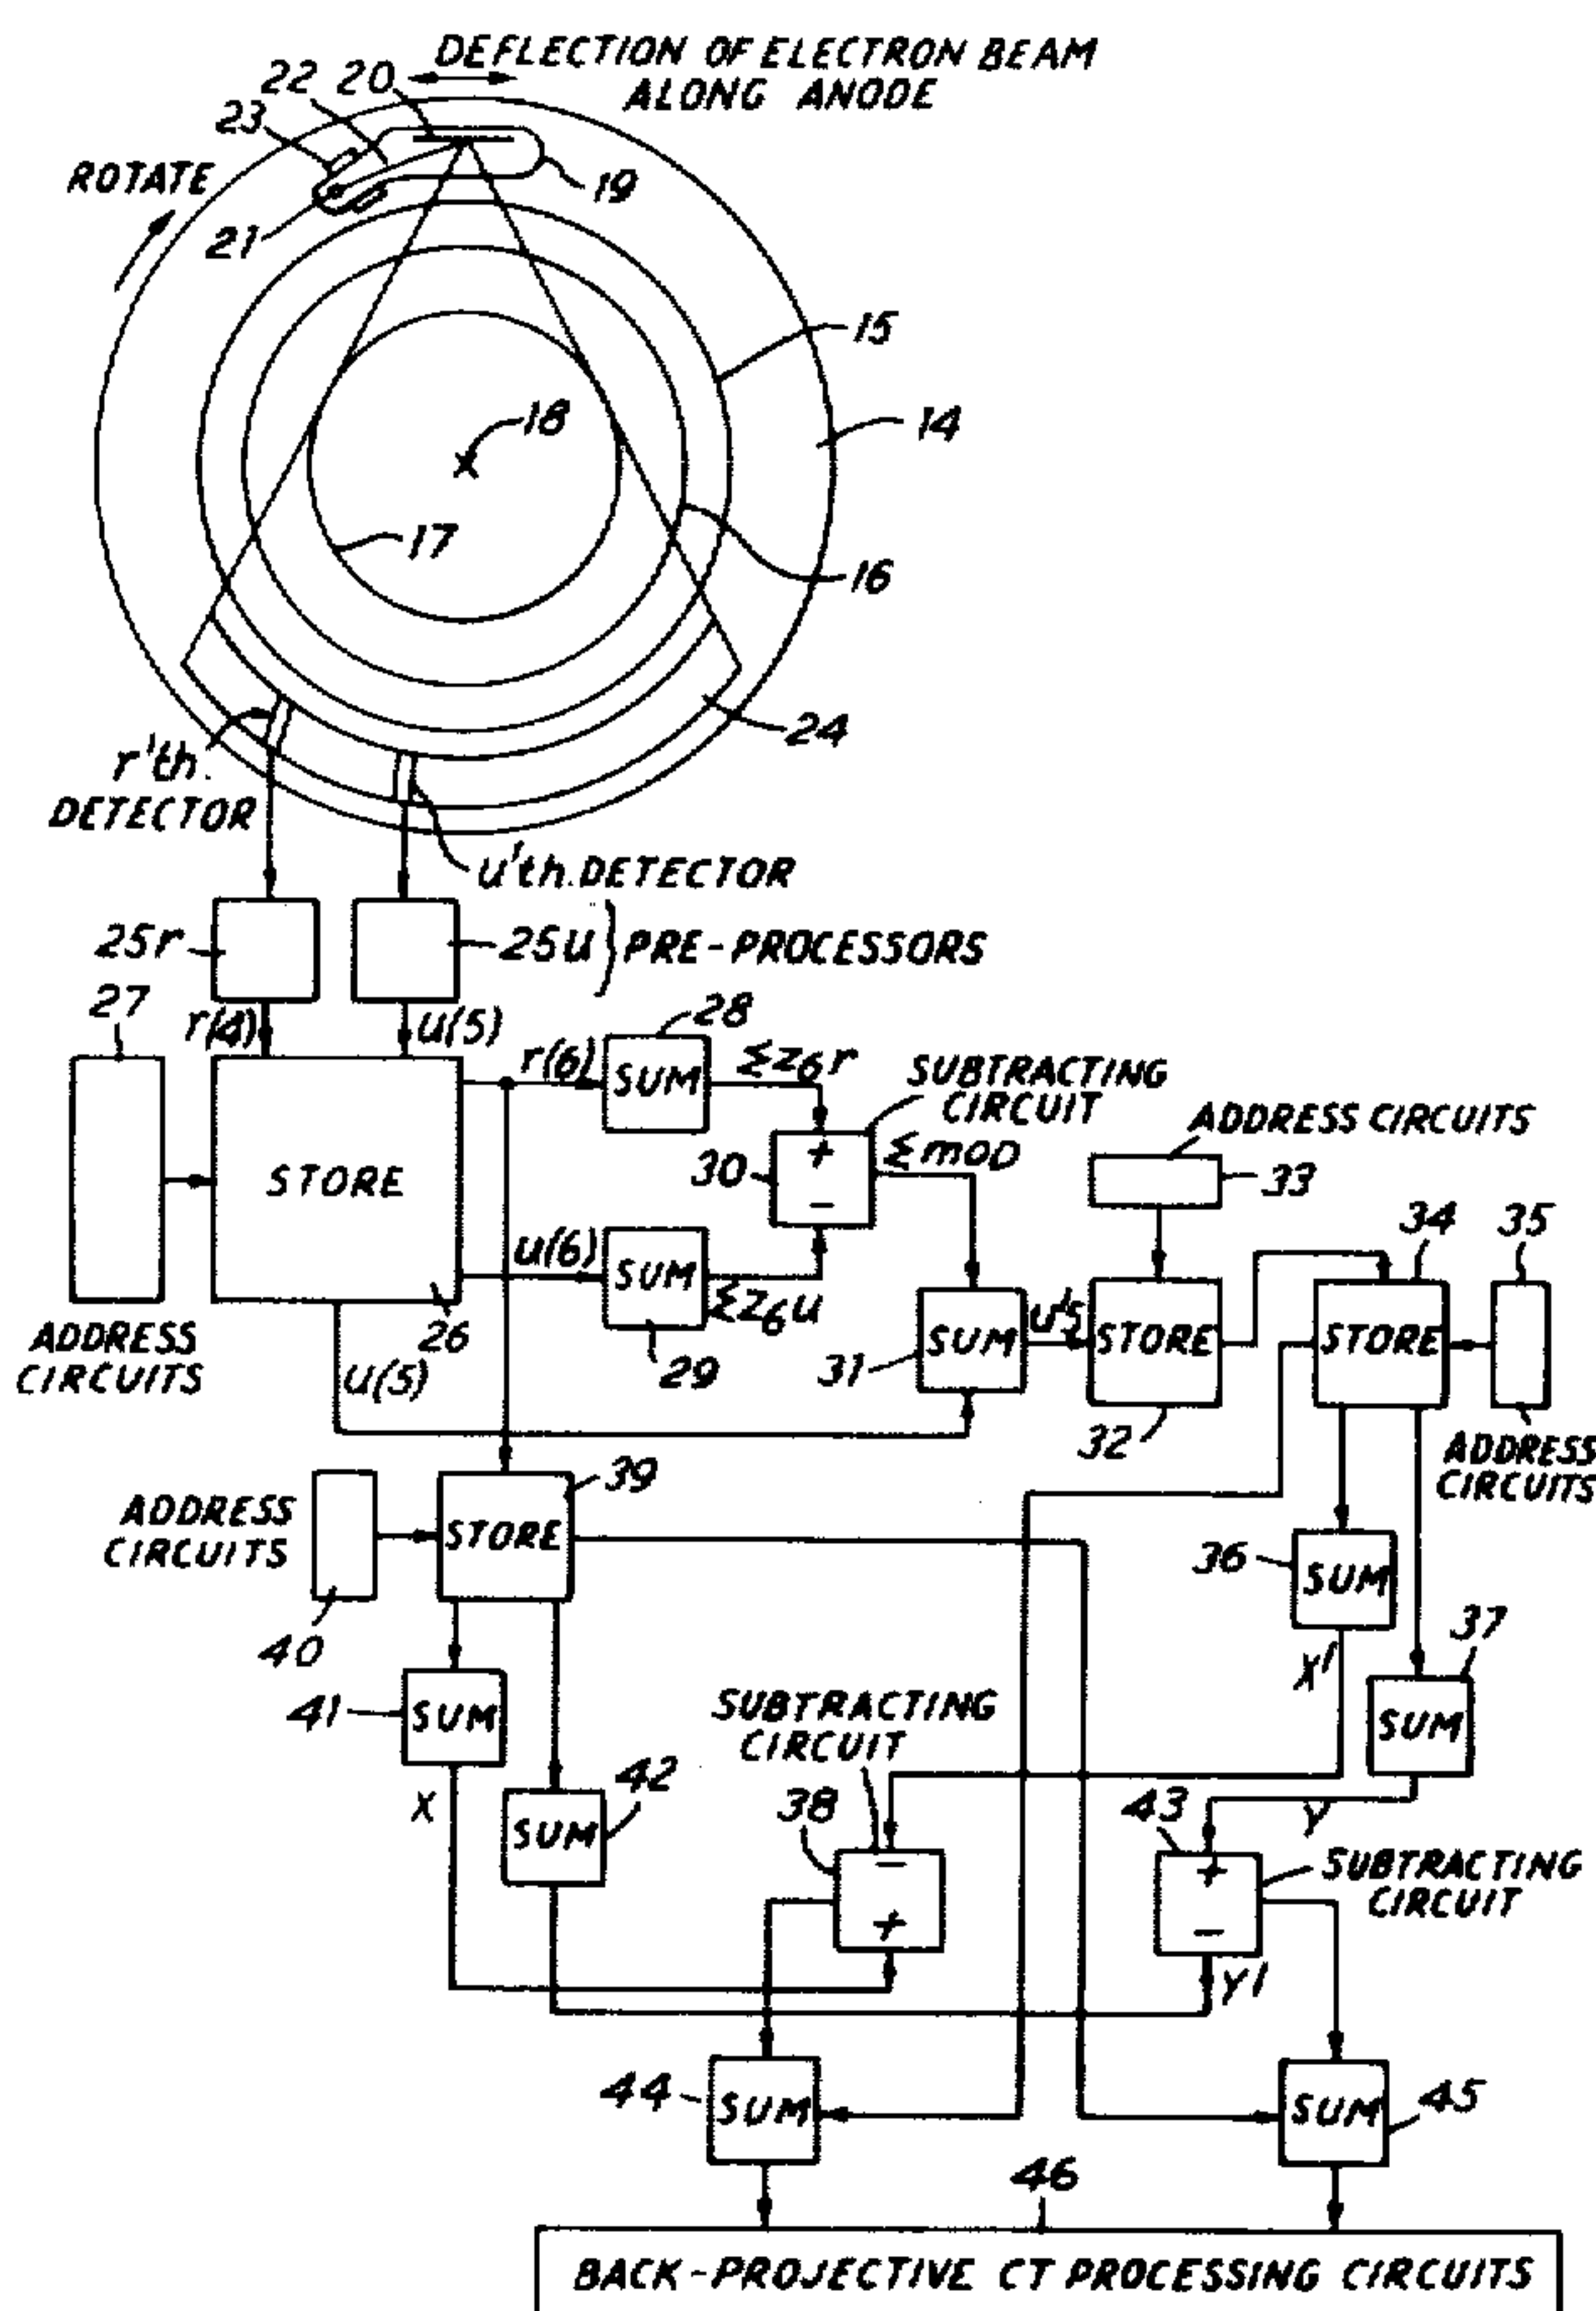 DEFLECTION OF ELECTRON BEAM
ALONG ANODE
22 20
23
ROTATE
19
21
15
14
18
17
16
24
r'th.
DETECTOR
u'th. DETECTOR
25r
25u } PRE-PROCESSORS
27
r(4)
u(5)
28
r(6)
SUM
Σz6r
SUBTRACTING
CIRCUIT
ADDRESS CIRCUITS
STORE
30
+
−
Σmod
33
34
35
u(6)
SUM
Σz6u
26
29
ADDRESS
CIRCUITS
u(5)
31
SUM
u'5
STORE
STORE
32
ADDRESS
CIRCUITS
39
ADDRESS
CIRCUITS
STORE
36
SUM
40
37
X'
41
SUM
SUBTRACTING
CIRCUIT
SUM
42
X
38
43
Y
SUM
−
+
+
−
SUBTRACTING
CIRCUIT
Y'
44
SUM
SUM
45
46
BACK-PROJECTIVE CT PROCESSING CIRCUITS